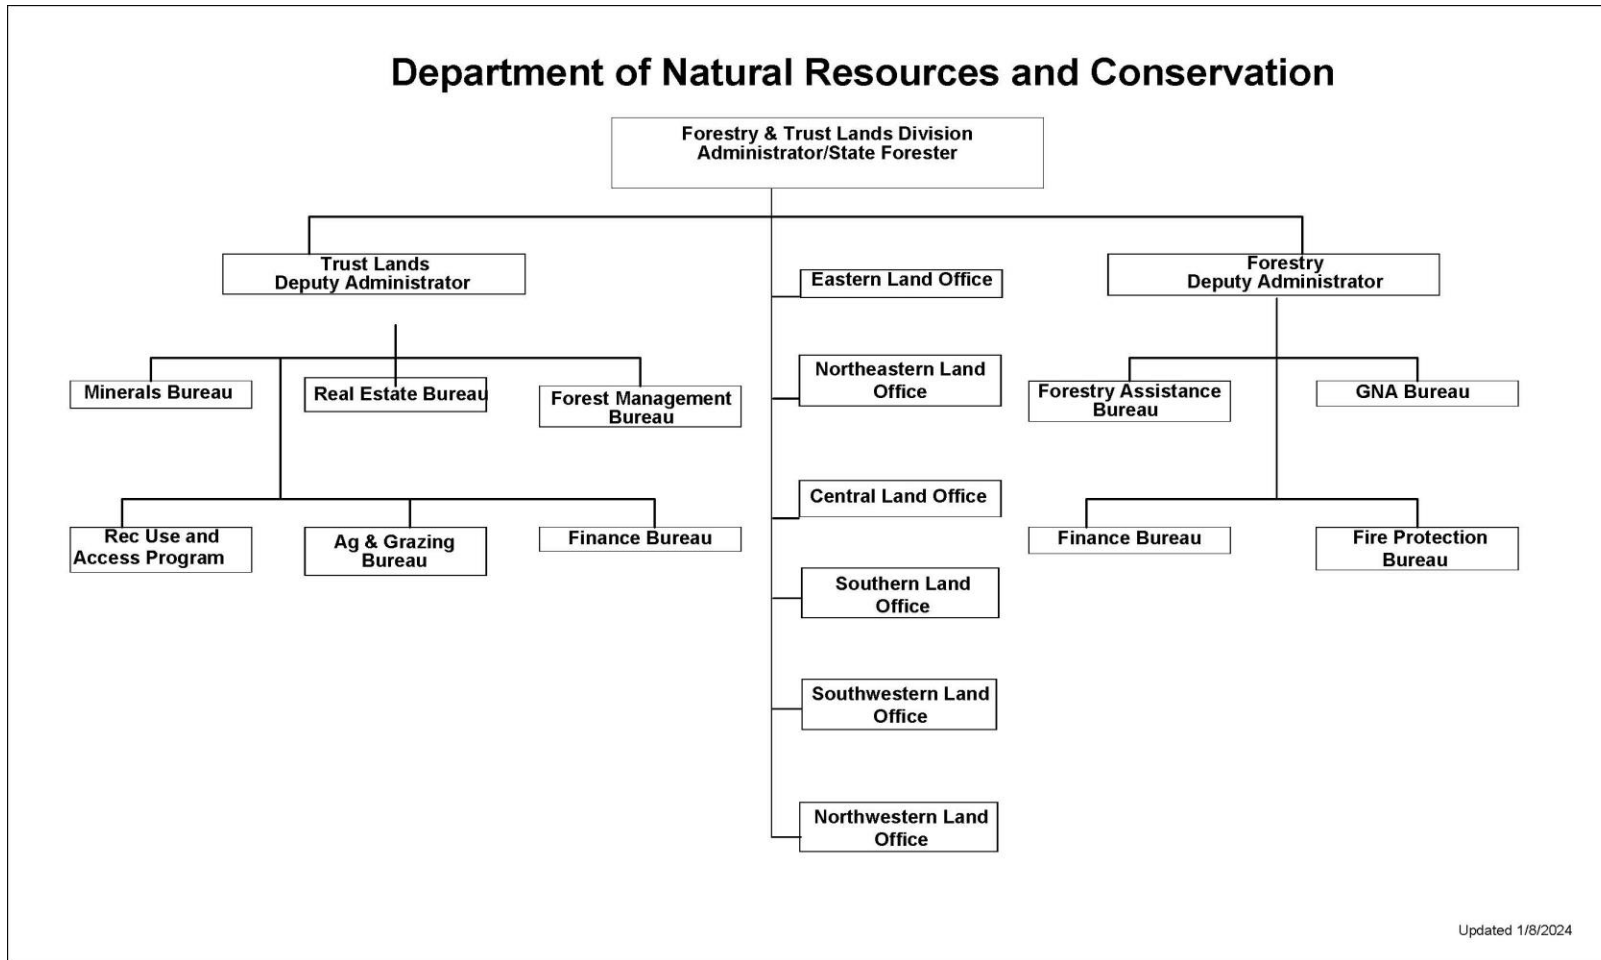 Department of Natural Resources and Conservation
Forestry & Trust Lands Division
Administrator/State Forester
Trust Lands
Deputy Administrator
Eastern Land Office
Forestry
Deputy Administrator
Minerals Bureau
Real Estate Bureau
Forest Management
Bureau
Northeastern Land
Office
Forestry Assistance
Bureau
GNA Bureau
Central Land Office
Rec Use and
Access Program
Ag & Grazing
Bureau
Finance Bureau
Finance Bureau
Fire Protection
Bureau
Southern Land
Office
Southwestern Land
Office
Northwestern Land
Office
Updated 1/8/2024